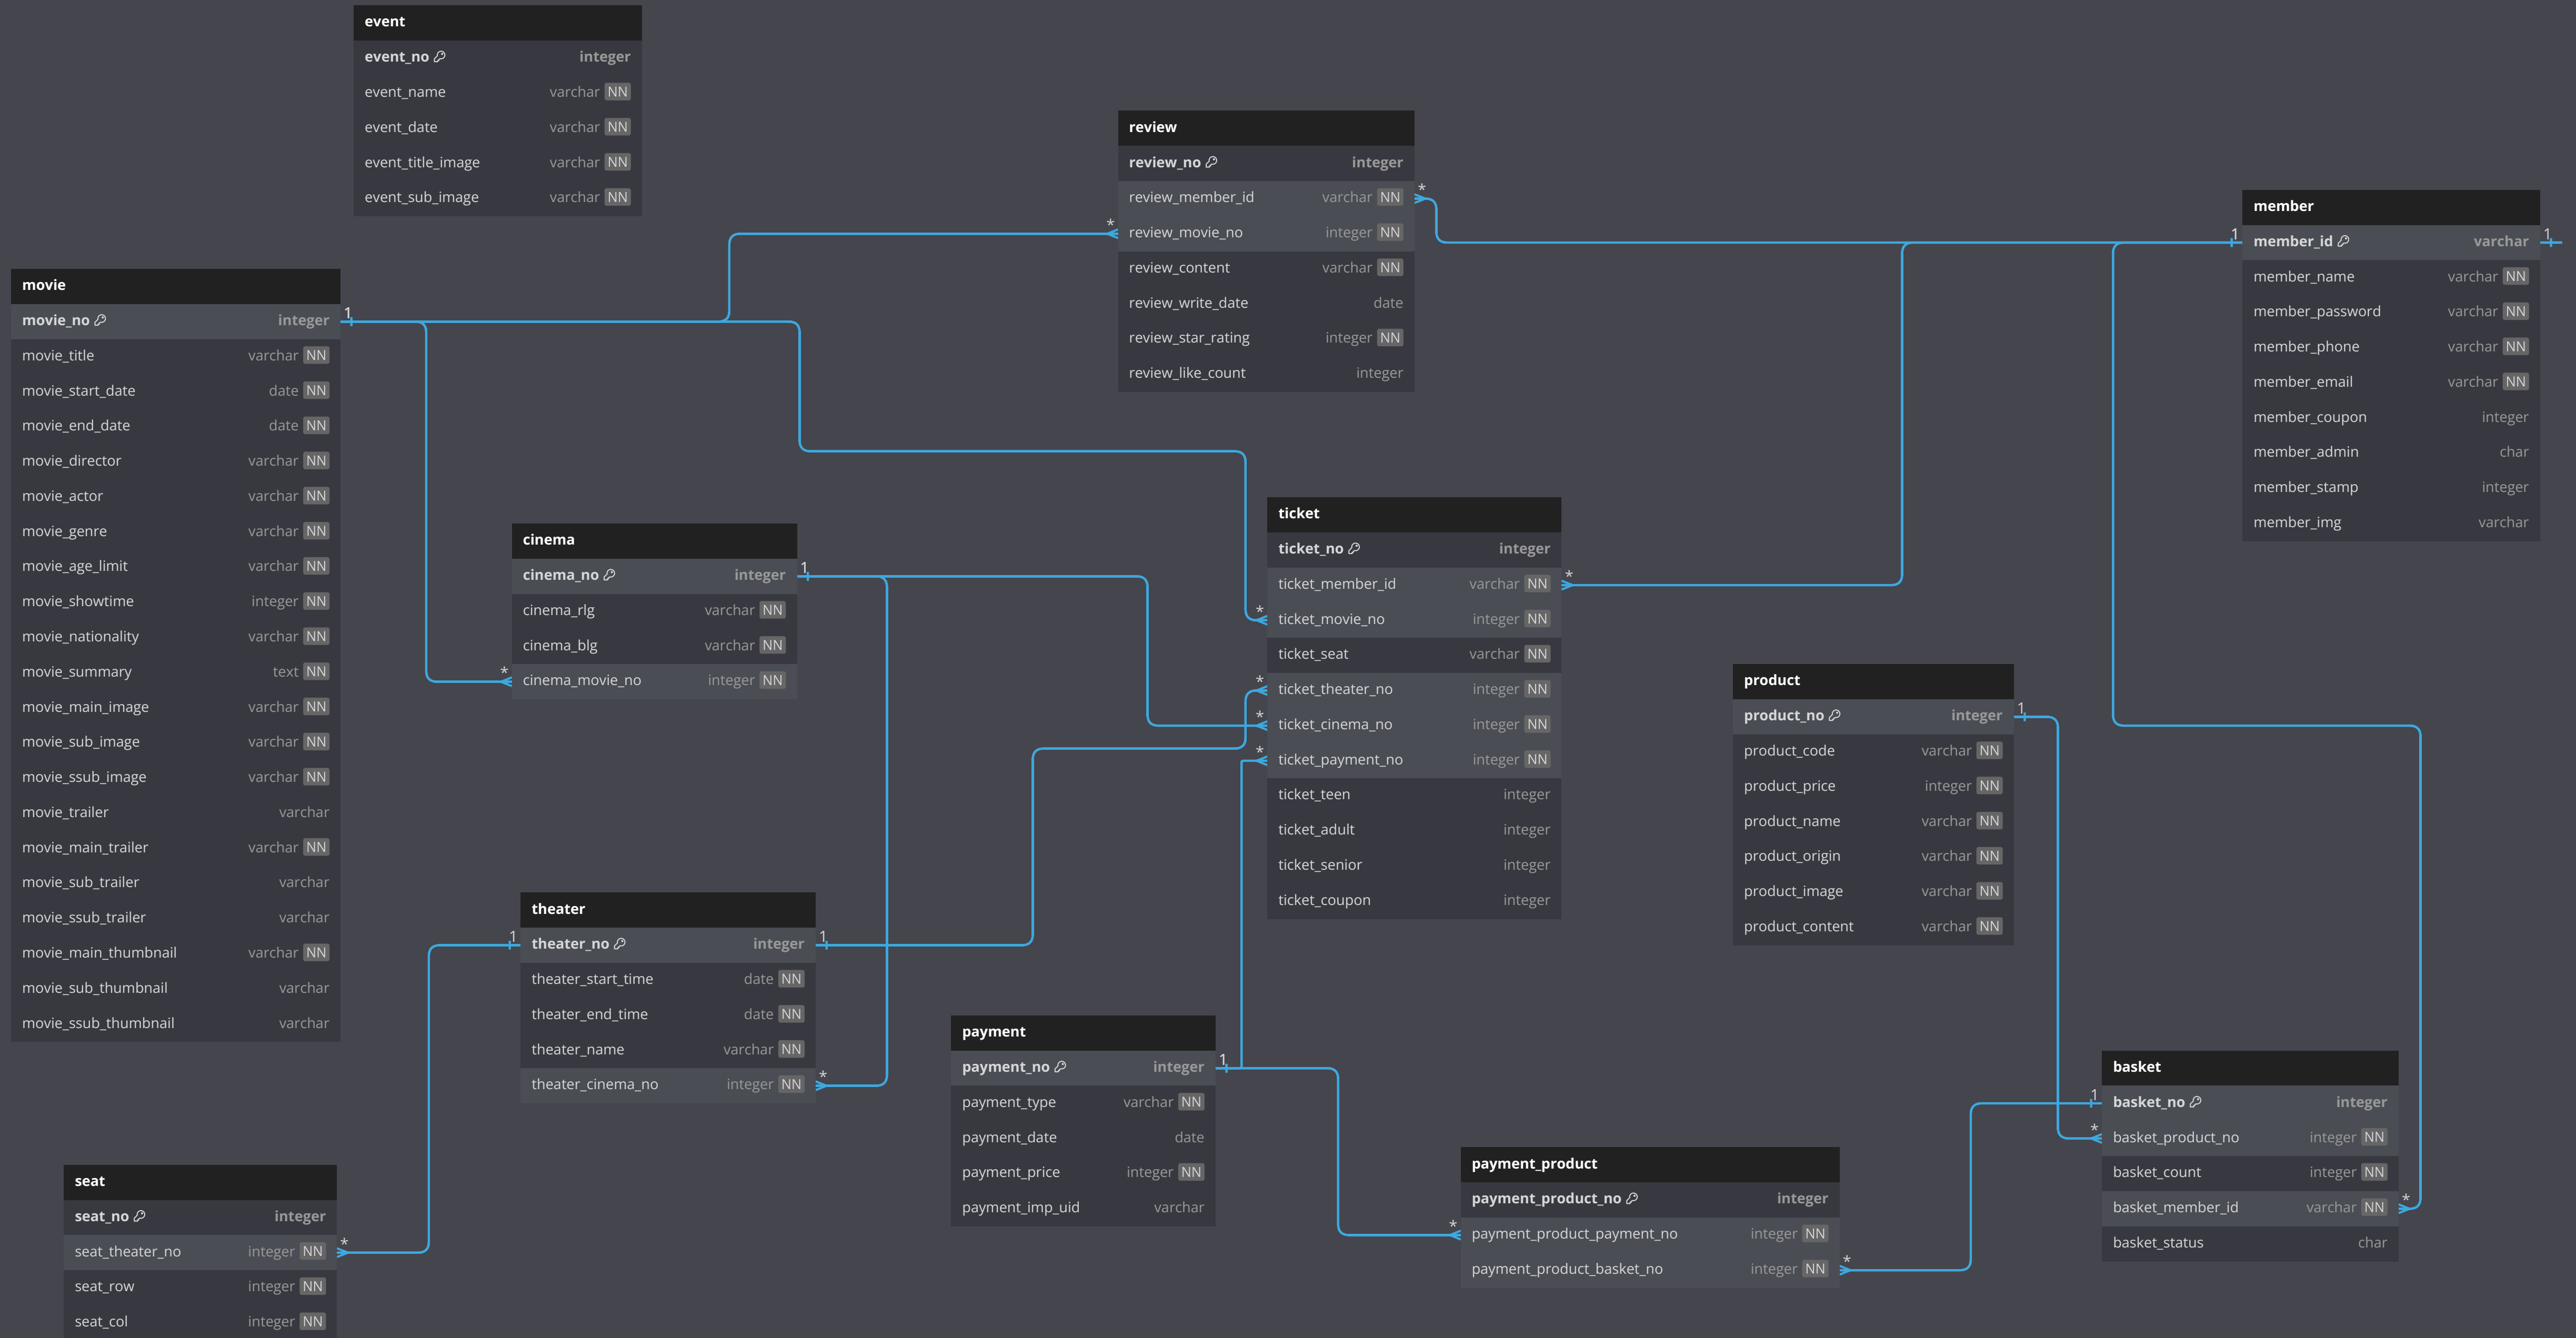 event
event_no integer
event_name varchar NN
event_date varchar NN
event_title_image varchar NN
event_sub_image varchar NN
review
review_no integer
review_member_id varchar NN
review_movie_no integer NN
review_content varchar NN
review_write_date date
review_star_rating integer NN
review_like_count integer
*
*
member
1 member_id varchar 1
member_name varchar NN
member_password varchar NN
member_phone varchar NN
member_email varchar NN
member_coupon integer
member_admin char
member_stamp integer
member_img varchar
movie
movie_no integer 1
movie_title varchar NN
movie_start_date date NN
movie_end_date date NN
movie_director varchar NN
movie_actor varchar NN
movie_genre varchar NN
movie_age_limit varchar NN
movie_showtime integer NN
movie_nationality varchar NN
movie_summary text NN
movie_main_image varchar NN
movie_sub_image varchar NN
movie_ssub_image varchar NN
movie_trailer varchar
movie_main_trailer varchar NN
movie_sub_trailer varchar
movie_ssub_trailer varchar
movie_main_thumbnail varchar NN
movie_sub_thumbnail varchar
movie_ssub_thumbnail varchar
cinema
cinema_no integer 1
cinema_rlg varchar NN
cinema_blg varchar NN
* cinema_movie_no integer NN
ticket
ticket_no integer
ticket_member_id varchar NN *
* ticket_movie_no integer NN
ticket_seat varchar NN
* ticket_theater_no integer NN
* ticket_cinema_no integer NN
* ticket_payment_no integer NN
ticket_teen integer
ticket_adult integer
ticket_senior integer
ticket_coupon integer
product
product_no integer 1
product_code varchar NN
product_price integer NN
product_name varchar NN
product_origin varchar NN
product_image varchar NN
product_content varchar NN
theater
1 theater_no integer 1
theater_start_time date NN
theater_end_time date NN
theater_name varchar NN
theater_cinema_no integer NN *
payment
payment_no integer 1
payment_type varchar NN
payment_date date
payment_price integer NN
payment_imp_uid varchar
basket
1 basket_no integer
* basket_product_no integer NN
basket_count integer NN
basket_member_id varchar NN *
basket_status char
payment_product
payment_product_no integer
* payment_product_payment_no integer NN
payment_product_basket_no integer NN *
seat
seat_no integer
seat_theater_no integer NN *
seat_row integer NN
seat_col integer NN